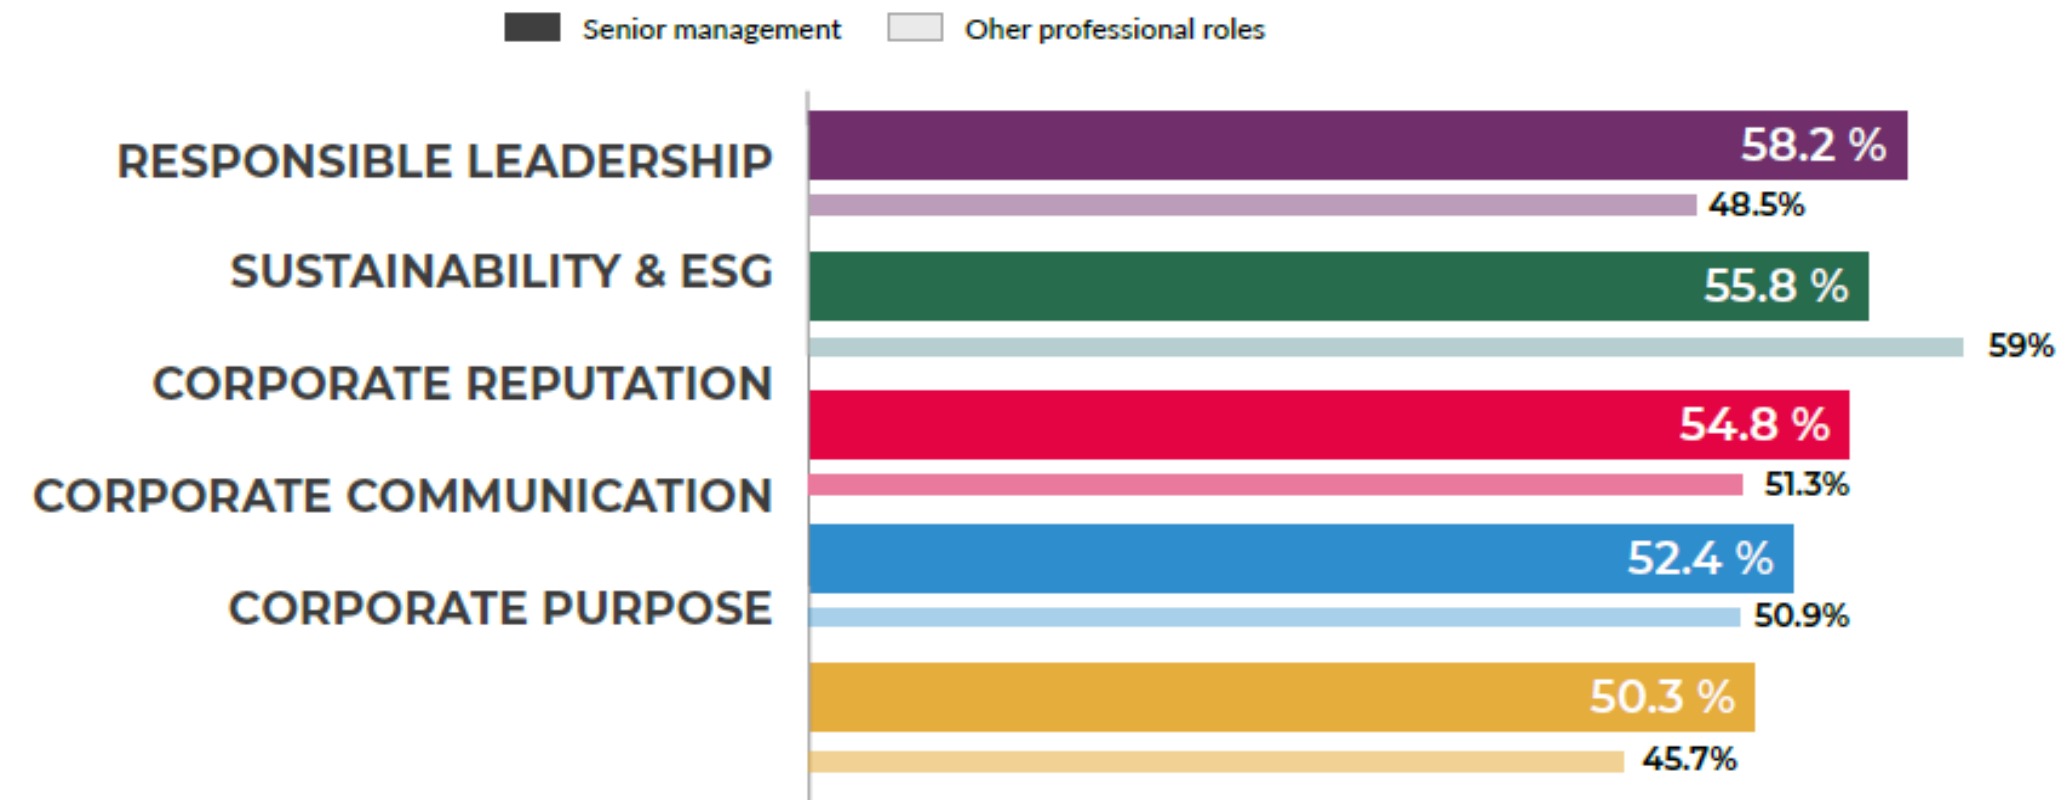 Senior management Oher professional roles
58.2 %
RESPONSIBLE LEADERSHIP
48.5%
SUSTAINABILITY & ESG
55.8 %
59%
CORPORATE REPUTATION
54.8 %
51.3%
CORPORATE COMMUNICATION
52.4 %
50.9%
CORPORATE PURPOSE
50.3 %
45.7%